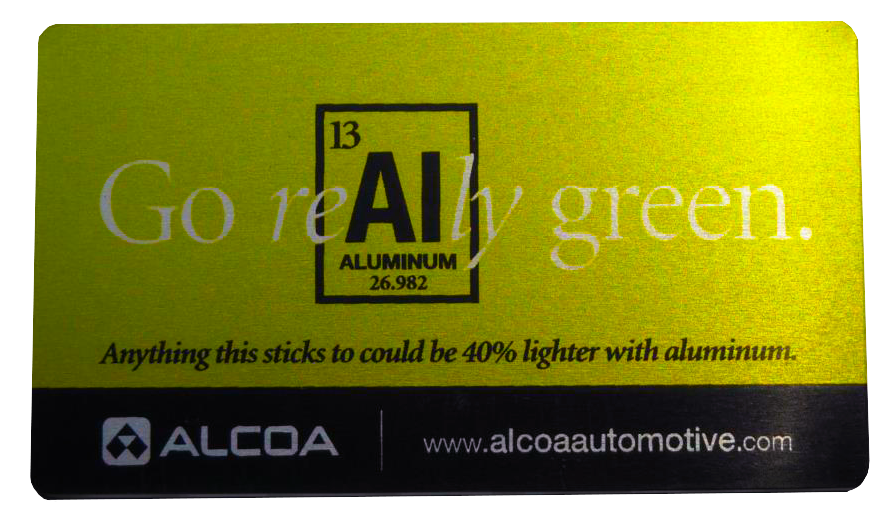 13
Go reAlly green.
ALUMINUM
26.982
Anything this sticks to could be 40% lighter with aluminum.
ALCOA www.alcoaautomotive.com